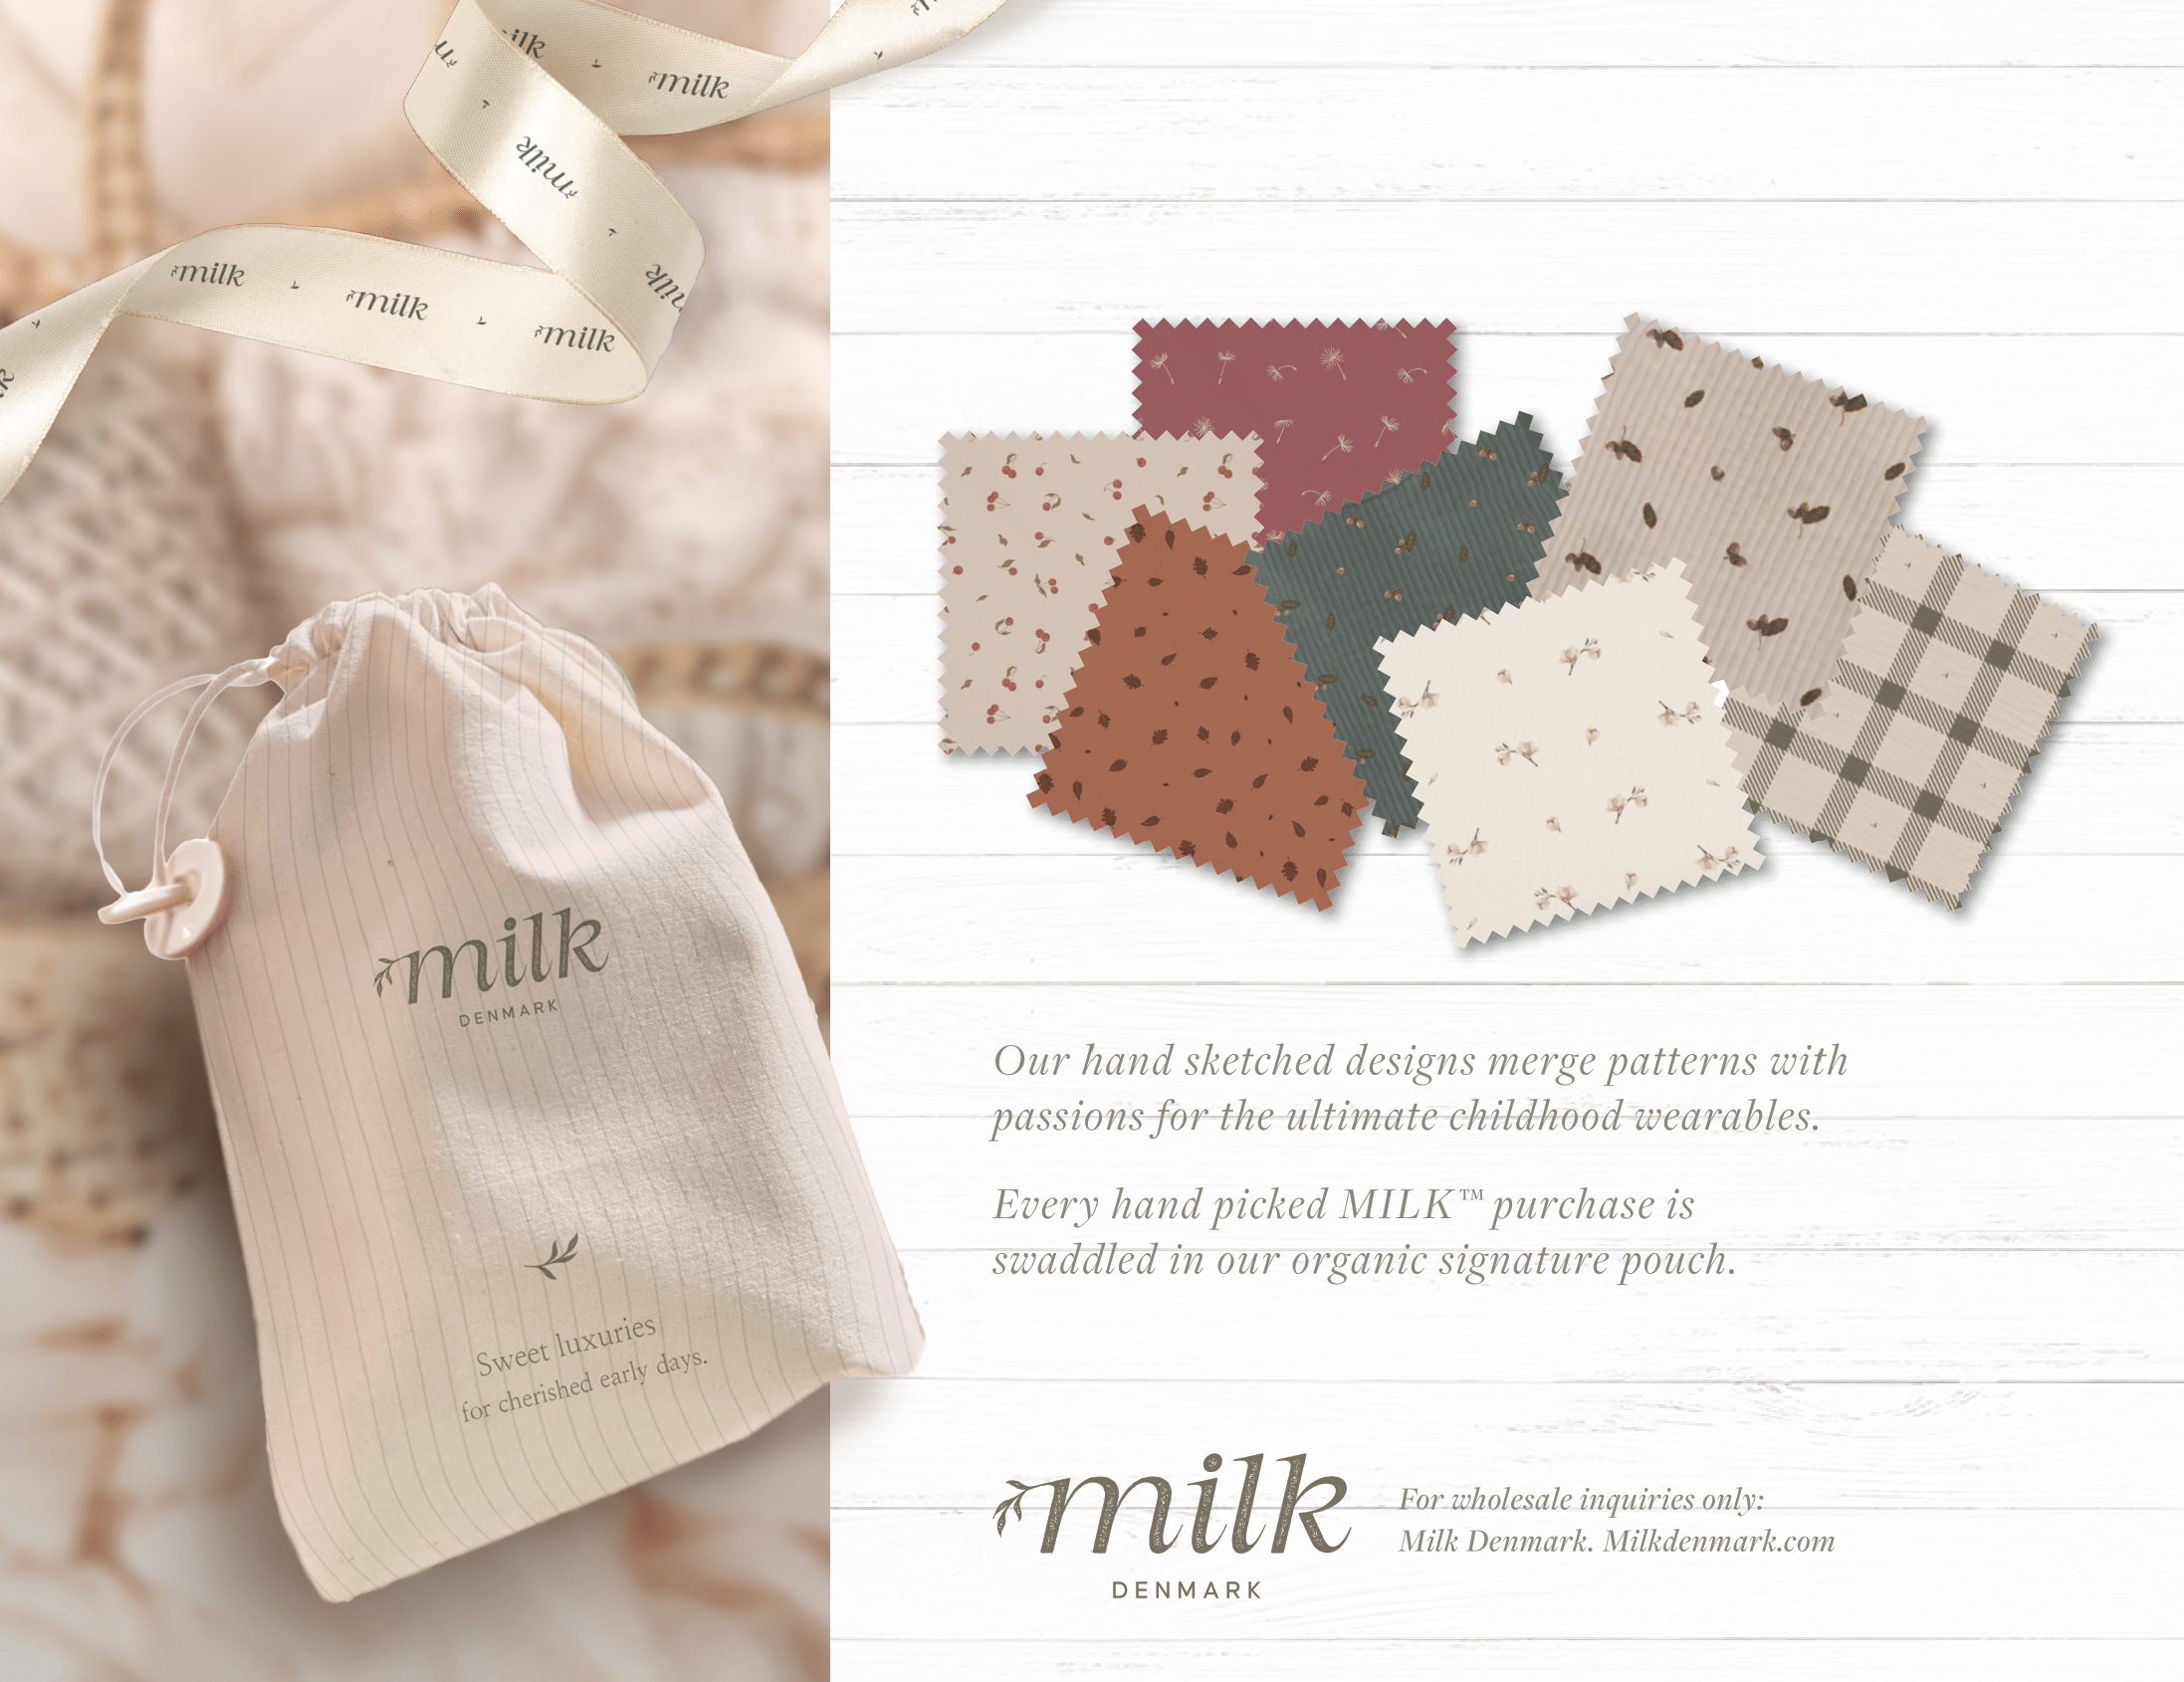 milk
milk
milk
milk
milk
milk
milk
milk
DENMARK
Sweet luxuries
for cherished early days.
Our hand sketched designs merge patterns with
passions for the ultimate childhood wearables.
Every hand picked MILK™ purchase is
swaddled in our organic signature pouch.
milk
DENMARK
For wholesale inquiries only:
Milk Denmark. Milkdenmark.com